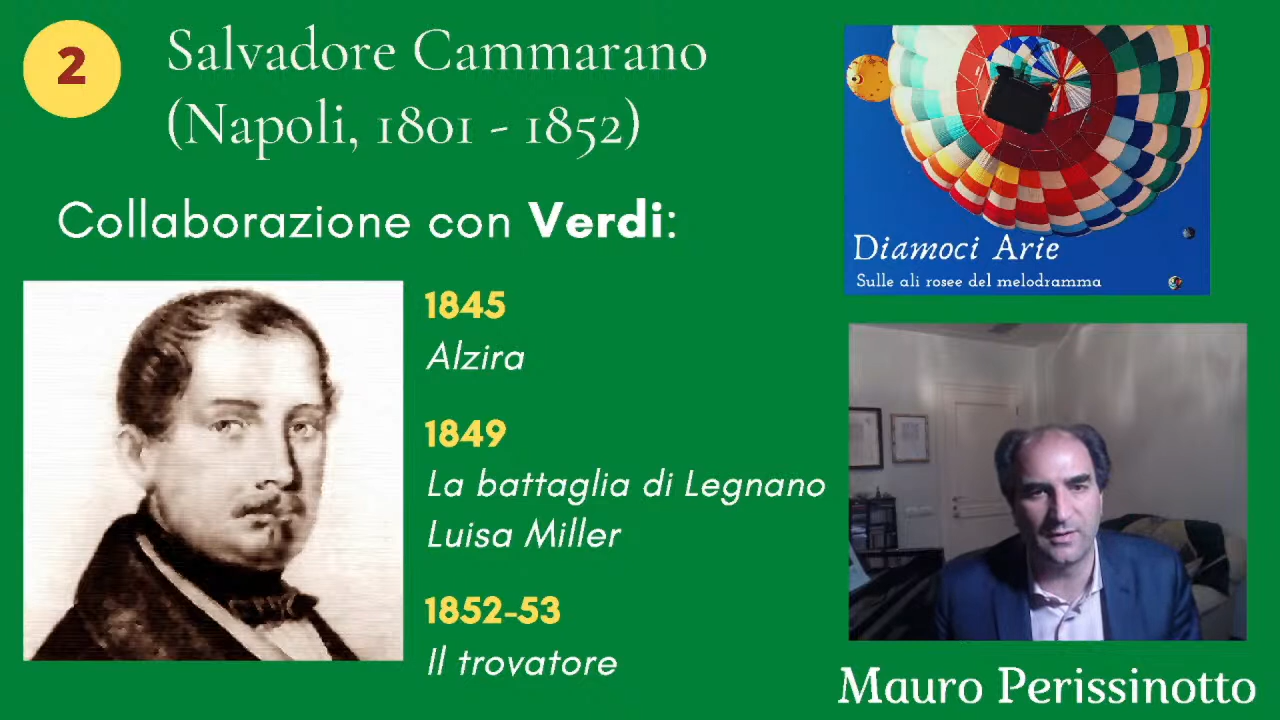 2
Salvadore Cammarano
(Napoli, 1801 - 1852)
Collaborazione con Verdi:
1845
Alzira
1849
La battaglia di Legnano
Luisa Miller
1852-53
Il trovatore
Diamoci Arie
Sulle ali rosee del melodramma
Mauro Perissinotto